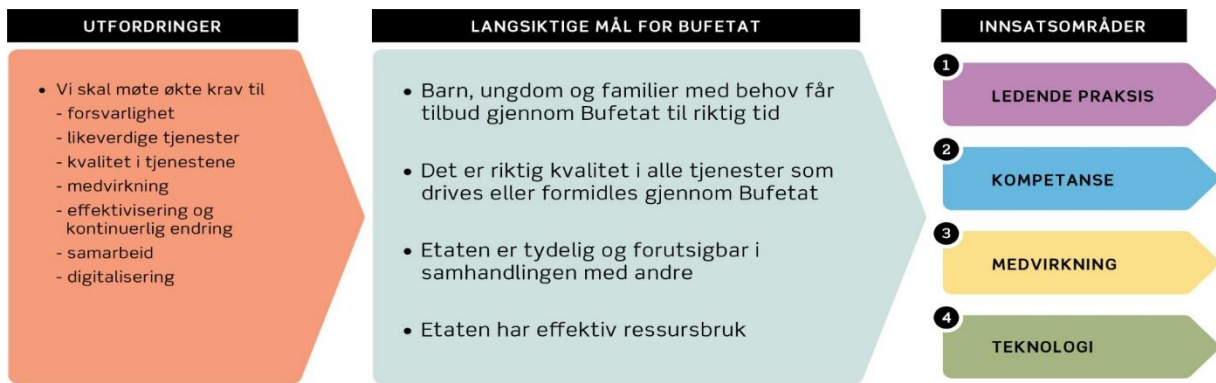 UTFORDRINGER
• Vi skal møte økte krav til
- forsvarlighet
- likeverdige tjenester
- kvalitet i tjenestene
- medvirkning
- effektivisering og
kontinuerlig endring
- samarbeid
- digitalisering
LANGSIKTIGE MÅL FOR BUFETAT
• Barn, ungdom og familier med behov får
tilbud gjennom Bufetat til riktig tid
• Det er riktig kvalitet i alle tjenester som
drives eller formidles gjennom Bufetat
• Etaten er tydelig og forutsigbar i
samhandlingen med andre
• Etaten har effektiv ressursbruk
INNSATSOMRÅDER
1
LEDENDE PRAKSIS
2
KOMPETANSE
3
MEDVIRKNING
4
TEKNOLOGI